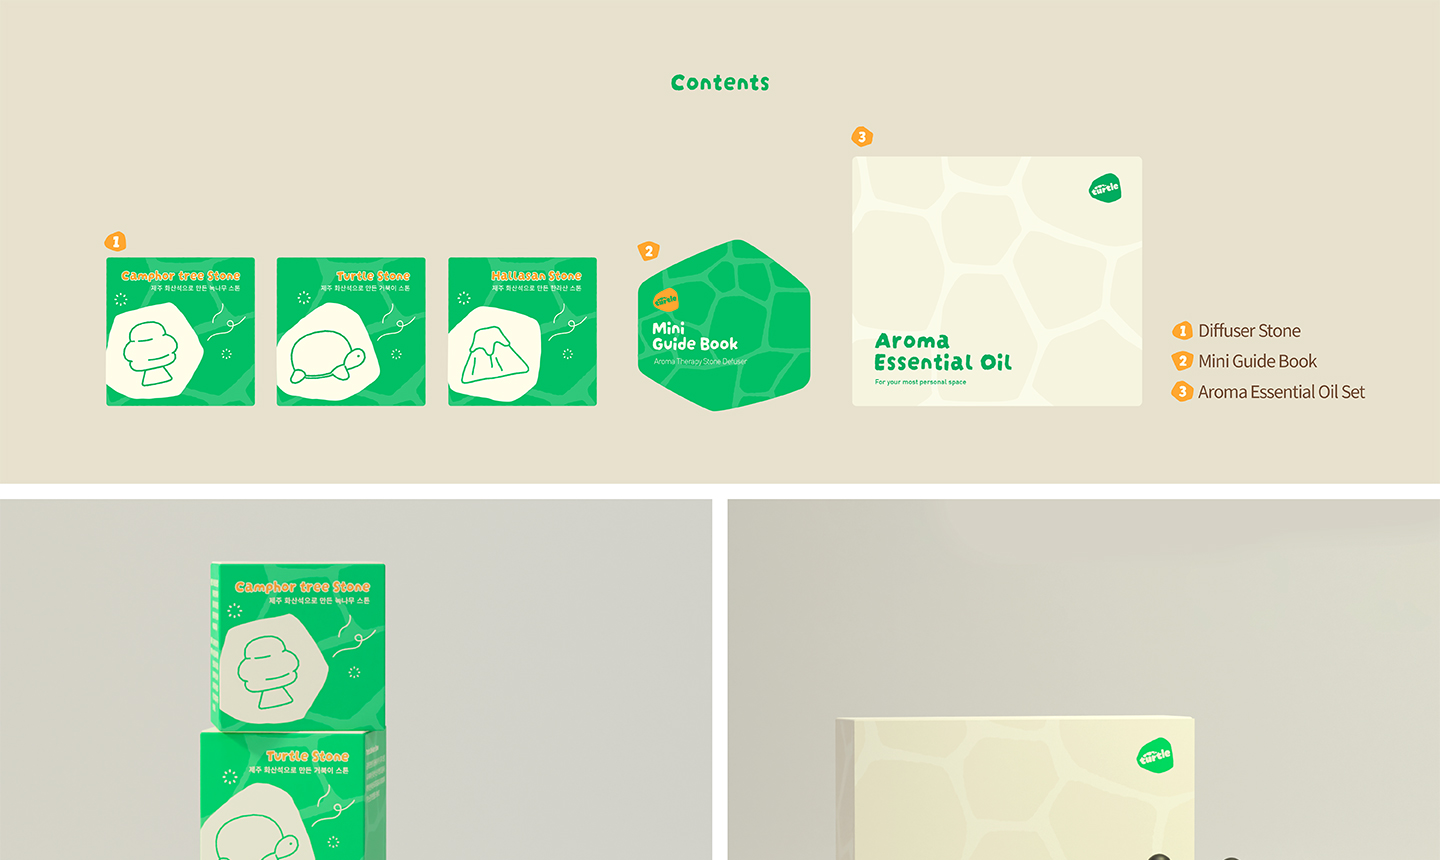 Contents
1
Camphor tree Stone
제주 화산석으로 만든 녹나무 스톤
Turtle Stone
제주 화산석으로 만든 거북이 스톤
Hallasan Stone
제주 화산석으로 만든 한라산 스톤
2
turtle
Mini
Guide Book
Aroma Therapy Stone Defuser
3
turtle
Aroma
Essential Oil
For your most personal space
1 Diffuser Stone
2 Mini Guide Book
3 Aroma Essential Oil Set
Camphor tree Stone
제주 화산석으로 만든 녹나무 스톤
Turtle Stone
제주 화산석으로 만든 거북이 스톤
turtle